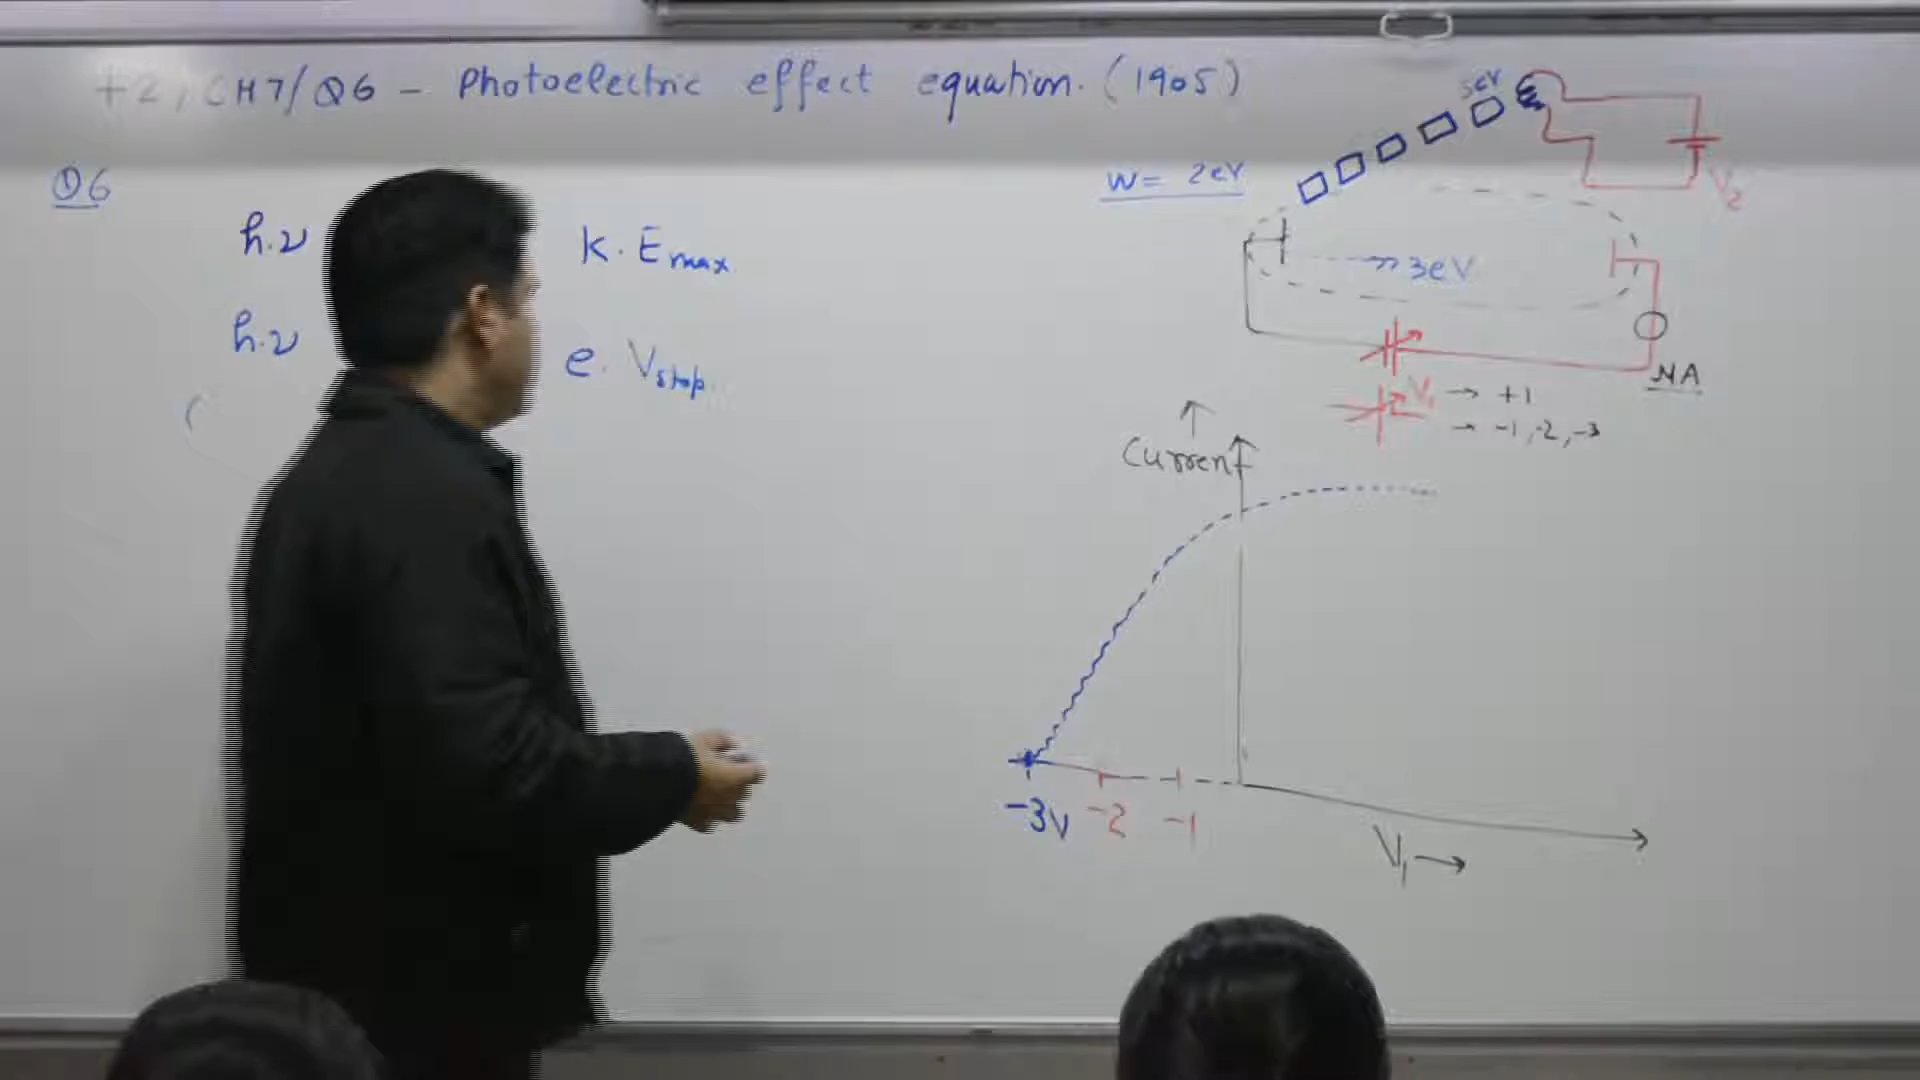 +2, CH7/Q6 - Photoelectric effect equation. (1905)
Q6
h.ν K.Emax
h.ν e. Vstop
W = 2eV
5eV
V2
3eV
μA
V1 → +1
→ -1, -2, -3
Current
-3V -2 -1
V1 →